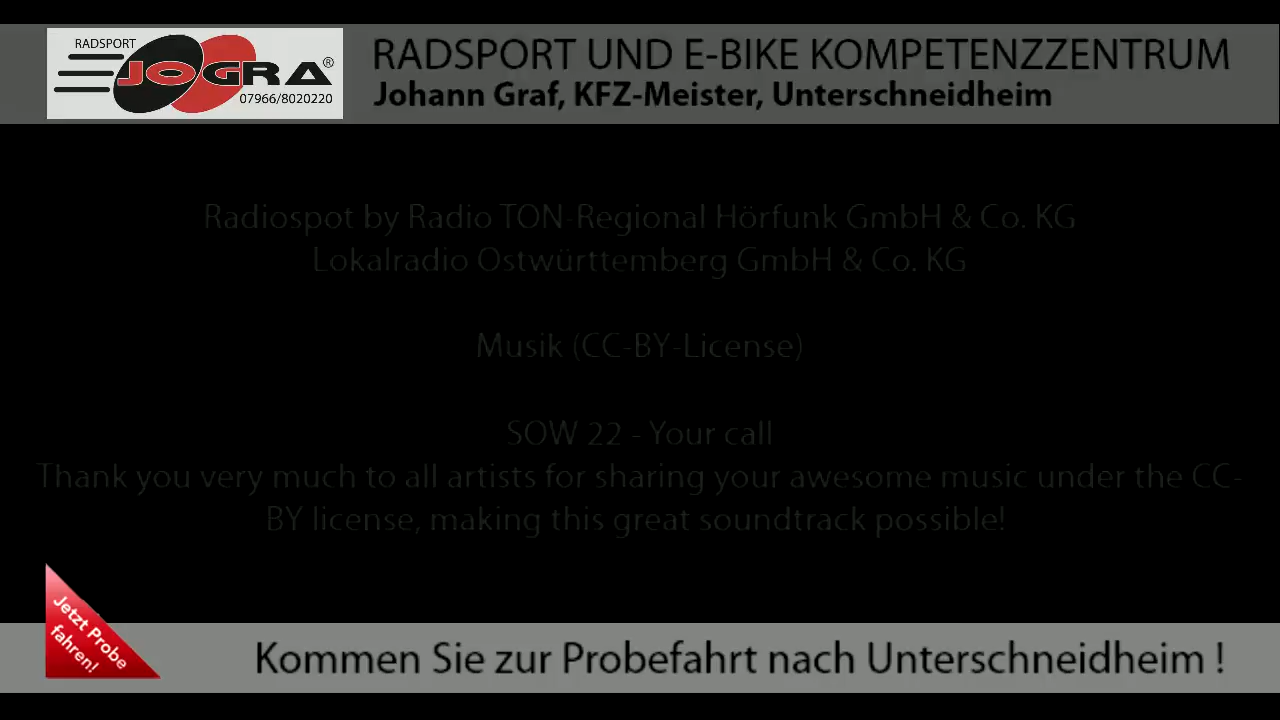 RADSPORT
JOGRA®
07966/8020220
RADSPORT UND E-BIKE KOMPETENZZENTRUM
Johann Graf, KFZ-Meister, Unterschneidheim
Radiospot by Radio TON-Regional Hörfunk GmbH & Co. KG
Lokalradio Ostwürttemberg GmbH & Co. KG
Musik (CC-BY-License)
SOW 22 - Your call
Thank you very much to all artists for sharing your awesome music under the CC-
BY license, making this great soundtrack possible!
Jetzt Probe
fahren!
Kommen Sie zur Probefahrt nach Unterschneidheim !